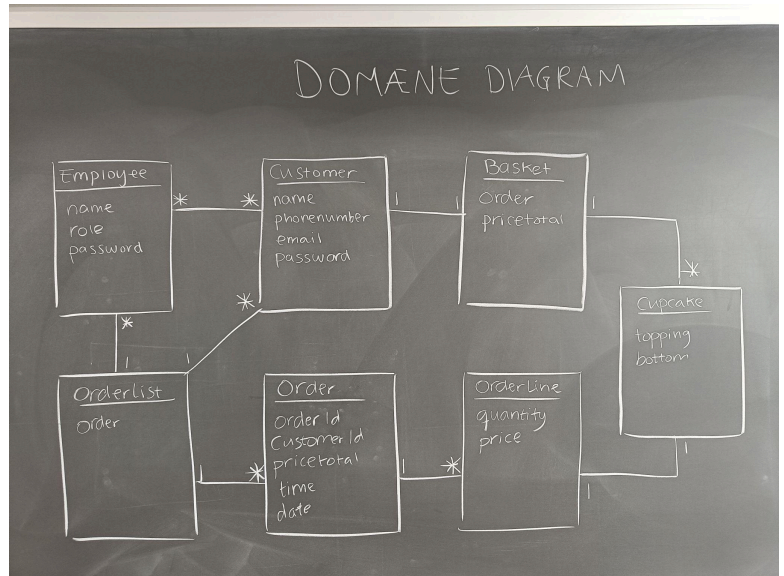 DOMÆNE DIAGRAM
Employee
name
role
password
*
*
Customer
name
phonenumber
email
password
1
1
Basket
order
pricetotal
1
*
Cupcake
topping
bottom
*
1
*
1
OrderList
order
1
*
Order
Order Id
Customer Id
pricetotal
time
date
1
*
OrderLine
quantity
price
1
1